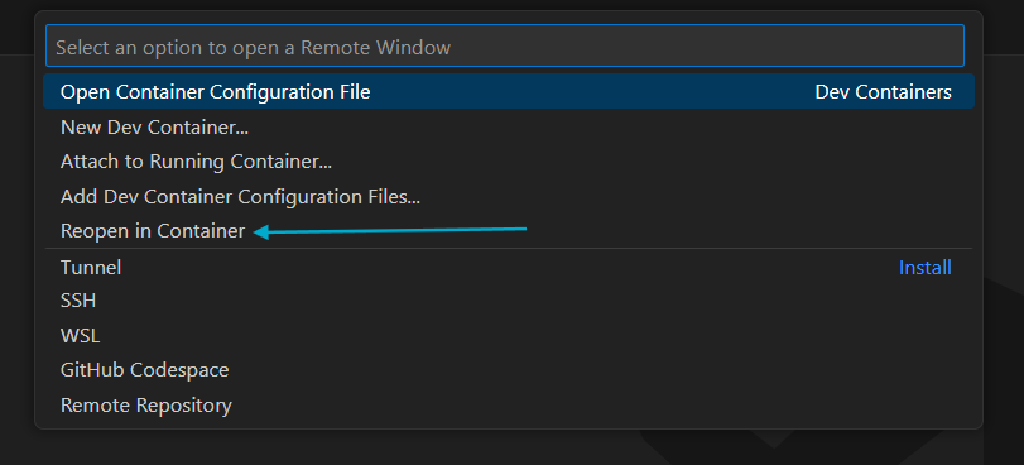 Select an option to open a Remote Window
Open Container Configuration File Dev Containers
New Dev Container...
Attach to Running Container...
Add Dev Container Configuration Files...
Reopen in Container
Tunnel Install
SSH
WSL
GitHub Codespace
Remote Repository